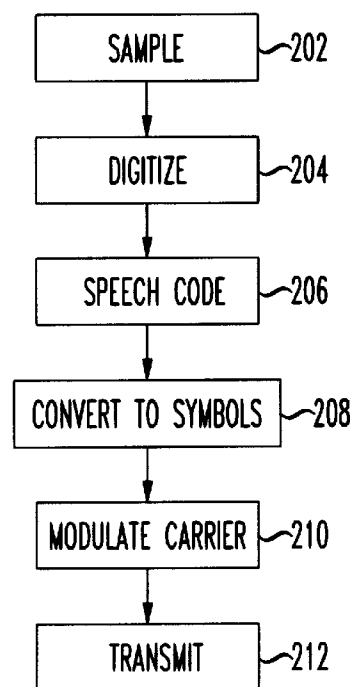 SAMPLE 202
DIGITIZE 204
SPEECH CODE 206
CONVERT TO SYMBOLS 208
MODULATE CARRIER 210
TRANSMIT 212